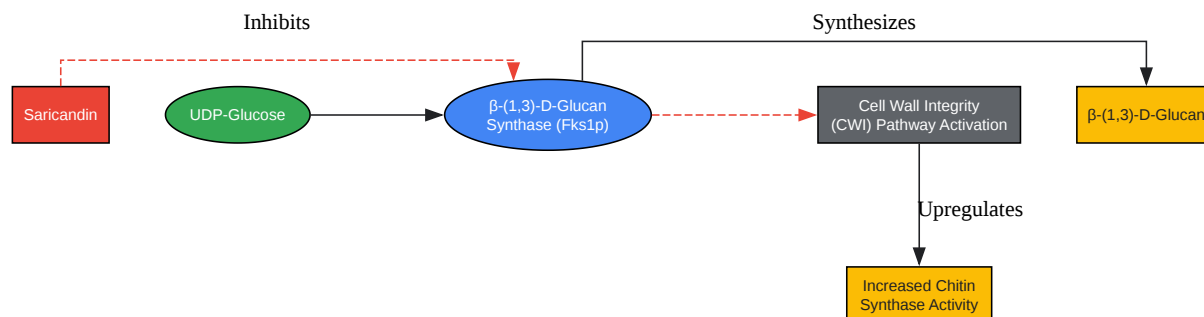 Inhibits
Synthesizes
Saricandin
UDP-Glucose
β-(1,3)-D-Glucan
Synthase (Fks1p)
Cell Wall Integrity
(CWI) Pathway Activation
β-(1,3)-D-Glucan
Upregulates
Increased Chitin
Synthase Activity